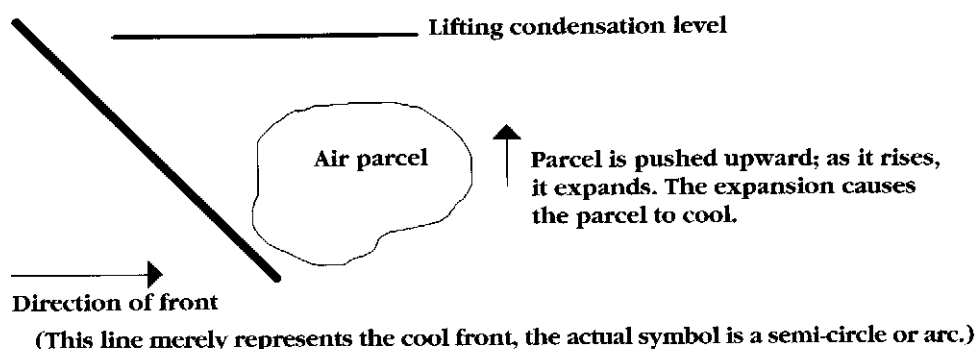 Lifting condensation level
Air parcel
Parcel is pushed upward; as it rises,
it expands. The expansion causes
the parcel to cool.
Direction of front
(This line merely represents the cool front, the actual symbol is a semi-circle or arc.)